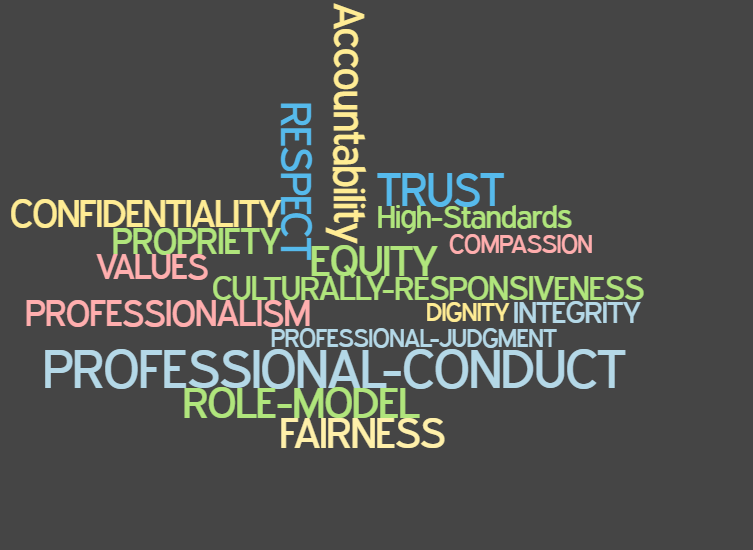 Accountability
RESPECT
TRUST
CONFIDENTIALITY
High-Standards
PROPRIETY
COMPASSION
EQUITY
VALUES
CULTURALLY-RESPONSIVENESS
PROFESSIONALISM
DIGNITY
INTEGRITY
PROFESSIONAL-JUDGMENT
PROFESSIONAL-CONDUCT
ROLE-MODEL
FAIRNESS